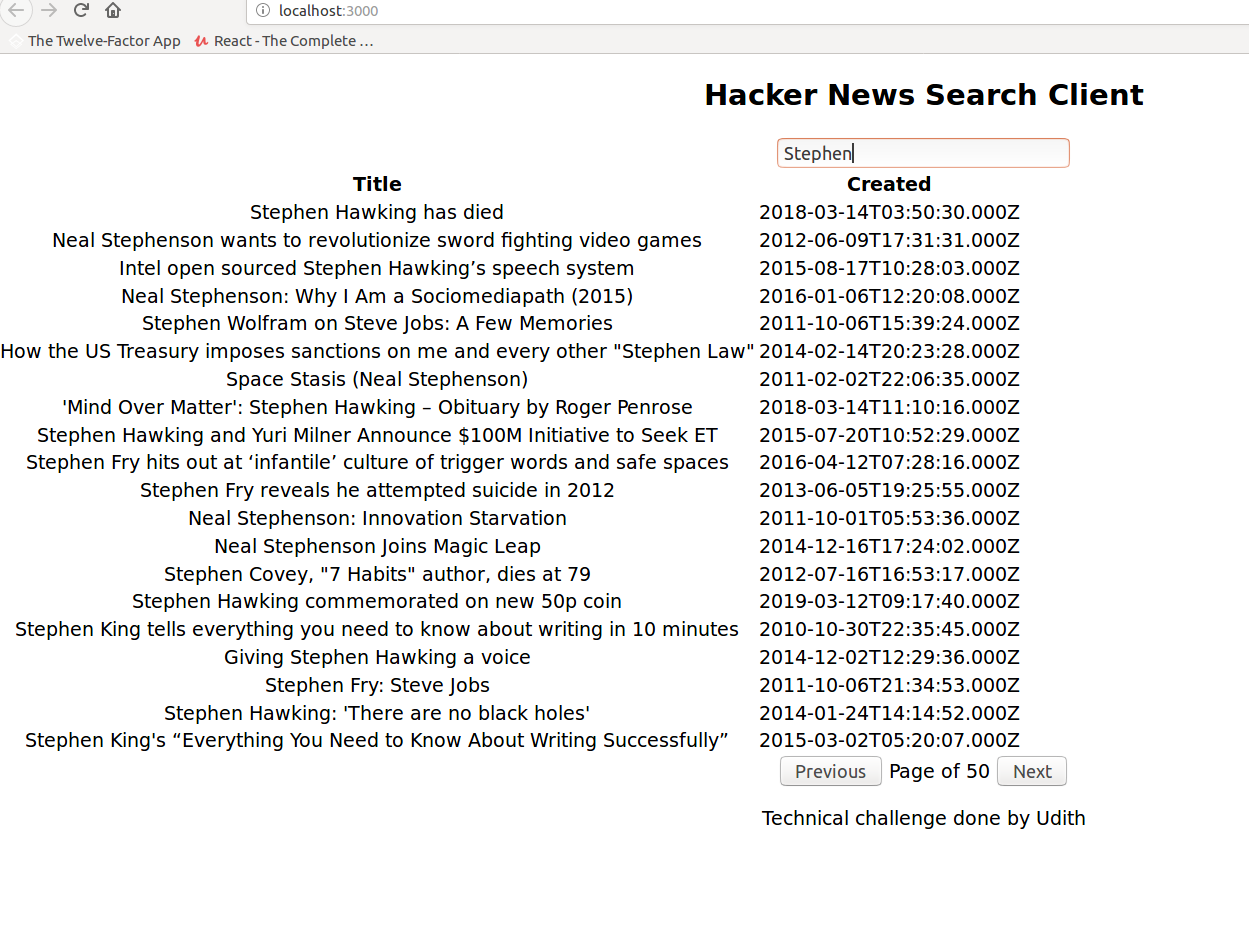 localhost:3000
The Twelve-Factor App React - The Complete …
Hacker News Search Client
Stephen
Title Created
Stephen Hawking has died 2018-03-14T03:50:30.000Z
Neal Stephenson wants to revolutionize sword fighting video games 2012-06-09T17:31:31.000Z
Intel open sourced Stephen Hawking’s speech system 2015-08-17T10:28:03.000Z
Neal Stephenson: Why I Am a Sociomediapath (2015) 2016-01-06T12:20:08.000Z
Stephen Wolfram on Steve Jobs: A Few Memories 2011-10-06T15:39:24.000Z
How the US Treasury imposes sanctions on me and every other "Stephen Law" 2014-02-14T20:23:28.000Z
Space Stasis (Neal Stephenson) 2011-02-02T22:06:35.000Z
'Mind Over Matter': Stephen Hawking – Obituary by Roger Penrose 2018-03-14T11:10:16.000Z
Stephen Hawking and Yuri Milner Announce $100M Initiative to Seek ET 2015-07-20T10:52:29.000Z
Stephen Fry hits out at ‘infantile’ culture of trigger words and safe spaces 2016-04-12T07:28:16.000Z
Stephen Fry reveals he attempted suicide in 2012 2013-06-05T19:25:55.000Z
Neal Stephenson: Innovation Starvation 2011-10-01T05:53:36.000Z
Neal Stephenson Joins Magic Leap 2014-12-16T17:24:02.000Z
Stephen Covey, "7 Habits" author, dies at 79 2012-07-16T16:53:17.000Z
Stephen Hawking commemorated on new 50p coin 2019-03-12T09:17:40.000Z
Stephen King tells everything you need to know about writing in 10 minutes 2010-10-30T22:35:45.000Z
Giving Stephen Hawking a voice 2014-12-02T12:29:36.000Z
Stephen Fry: Steve Jobs 2011-10-06T21:34:53.000Z
Stephen Hawking: 'There are no black holes' 2014-01-24T14:14:52.000Z
Stephen King's “Everything You Need to Know About Writing Successfully” 2015-03-02T05:20:07.000Z
Previous Page of 50 Next
Technical challenge done by Udith